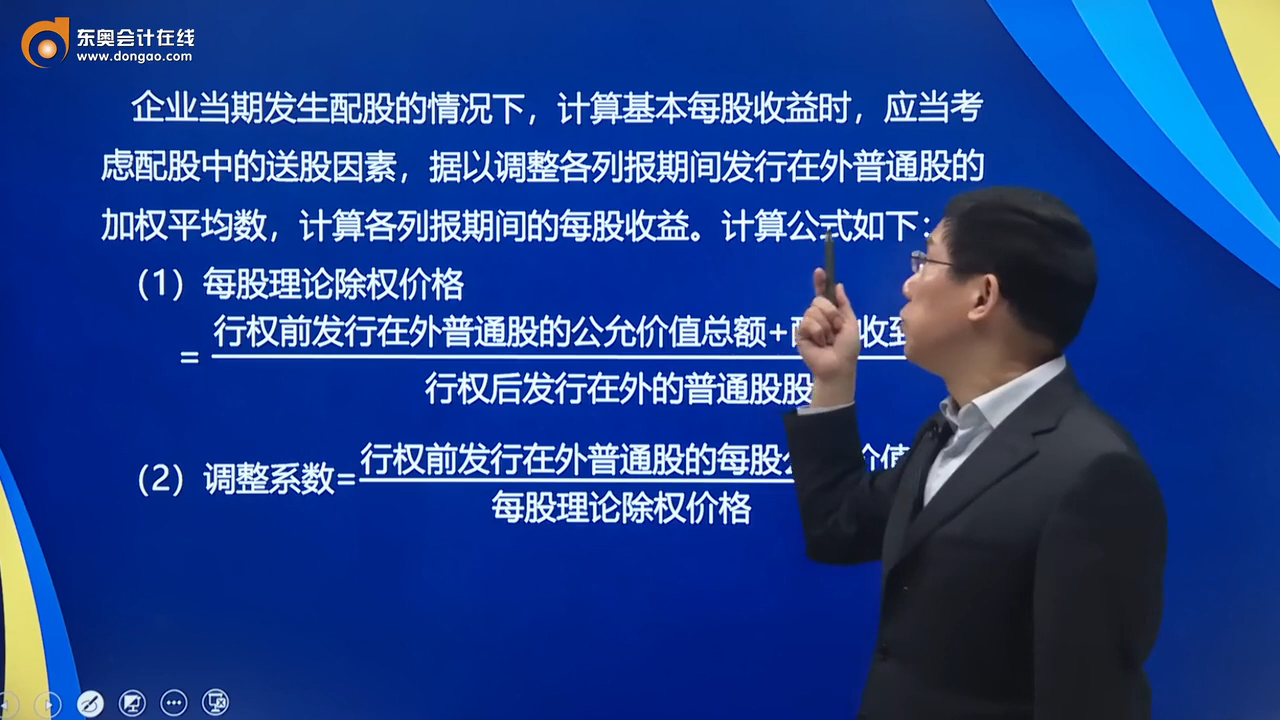 东奥会计在线
www.dongao.com
企业当期发生配股的情况下，计算基本每股收益时，应当考
虑配股中的送股因素，据以调整各列报期间发行在外普通股的
加权平均数，计算各列报期间的每股收益。计算公式如下：
（1）每股理论除权价格
行权前发行在外普通股的公允价值总额+ 收到
=
行权后发行在外的普通股股
行权前发行在外普通股的每股公 价值
（2）调整系数=
每股理论除权价格